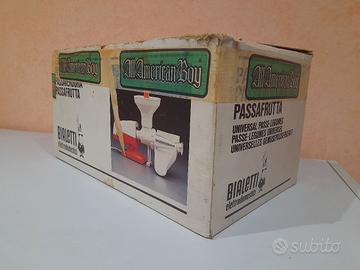 All American Boy
All American Boy
PASSAVERDURA
PASSAFRUTTA
BIALETTI
elettrodomestici
PASSAFRUTTA
UNIVERSAL PASSE-LEGUMES
PASSE-LEGUMES UNIVERSEL
UNIVERSELLES GEMÜSEPASSIERGERÄT
BIALETTI
elettrodomestici
subito